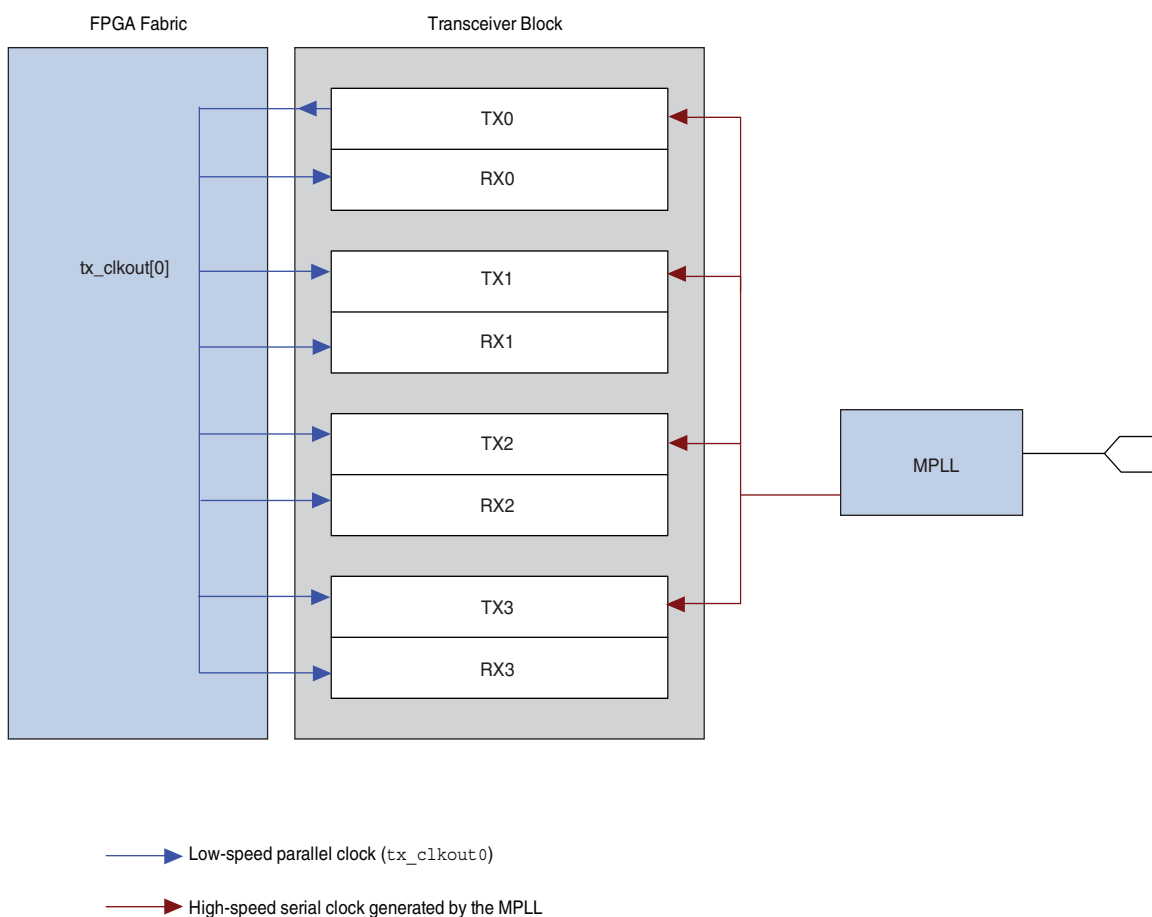 FPGA Fabric
Transceiver Block
TX0
RX0
tx_clkout[0]
TX1
RX1
TX2
RX2
MPLL
TX3
RX3
Low-speed parallel clock (tx_clkout0)
High-speed serial clock generated by the MPLL